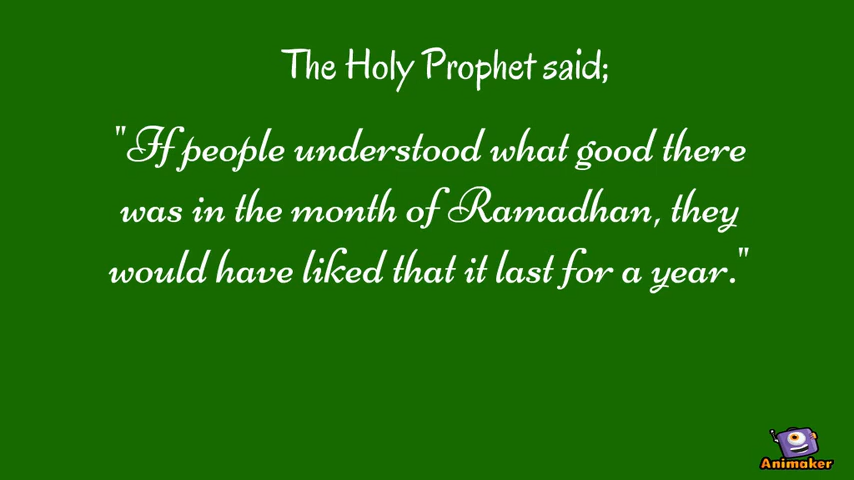 The Holy Prophet said;
"If people understood what good there
was in the month of Ramadhan, they
would have liked that it last for a year."
Animaker